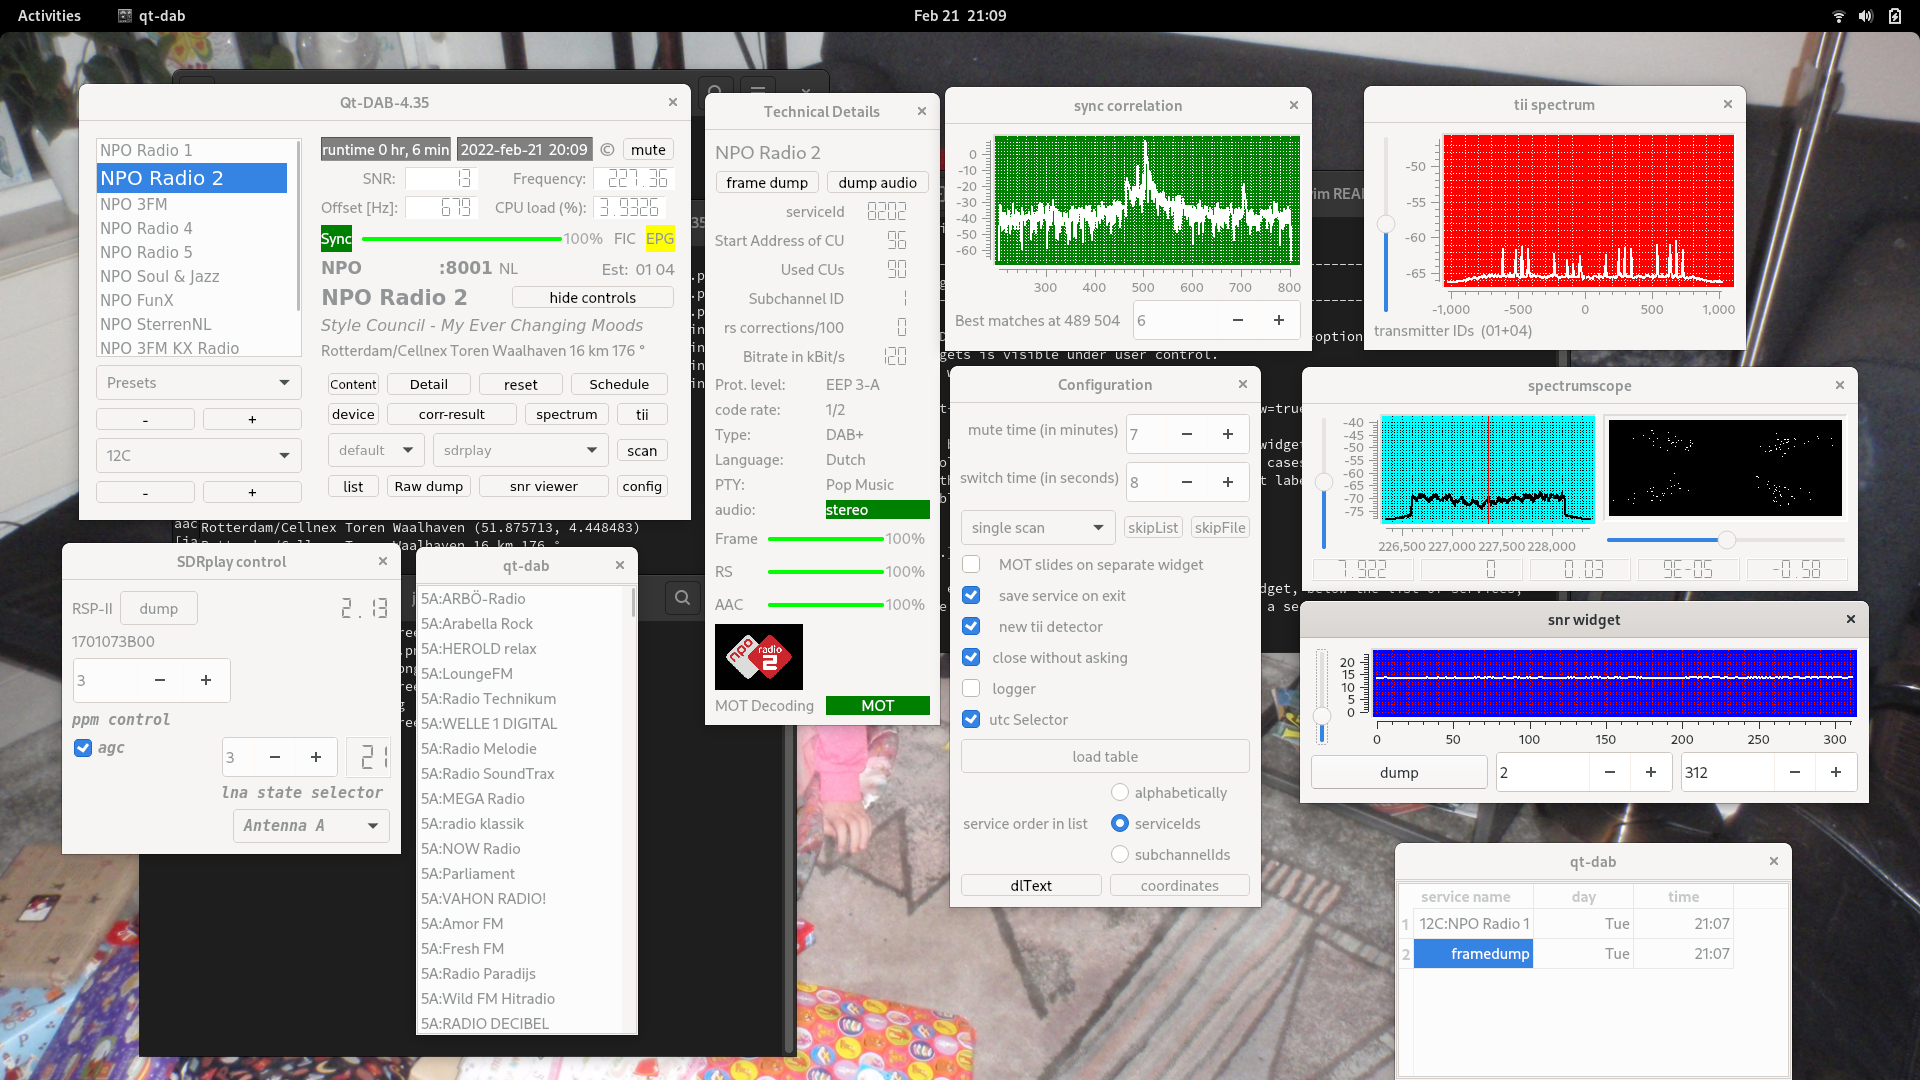 Activities
qt-dab
Feb 21 21:09
Qt-DAB-4.35
NPO Radio 1
NPO Radio 2
NPO 3FM
NPO Radio 4
NPO Radio 5
NPO Soul & Jazz
NPO FunX
NPO SterrenNL
NPO 3FM KX Radio
Presets
- +
12C
- +
runtime 0 hr, 6 min 2022-feb-21 20:09 © mute
SNR: 13 Frequency: 227.36
Offset [Hz]: 679 CPU load (%): 3.9326
Sync 100% FIC EPG
NPO :8001 NL Est: 01 04
NPO Radio 2 hide controls
Style Council - My Ever Changing Moods
Rotterdam/Cellnex Toren Waalhaven 16 km 176 °
Content Detail reset Schedule
device corr-result spectrum tii
default sdrplay scan
list Raw dump snr viewer config
Rotterdam/Cellnex Toren Waalhaven (51.875713, 4.448483)
SDRplay control
RSP-II dump 2.13
1701073B00
3 - +
ppm control
agc 3 - + 21
lna state selector
Antenna A
qt-dab
5A:ARBÖ-Radio
5A:Arabella Rock
5A:HEROLD relax
5A:LoungeFM
5A:Radio Technikum
5A:WELLE 1 DIGITAL
5A:Radio Melodie
5A:Radio SoundTrax
5A:MEGA Radio
5A:radio klassik
5A:NOW Radio
5A:Parliament
5A:VAHON RADIO!
5A:Amor FM
5A:Fresh FM
5A:Radio Paradijs
5A:Wild FM Hitradio
5A:RADIO DECIBEL
Technical Details
NPO Radio 2
frame dump dump audio
serviceId 8202
Start Address of CU 96
Used CUs 90
Subchannel ID 1
rs corrections/100 0
Bitrate in kBit/s 120
Prot. level: EEP 3-A
code rate: 1/2
Type: DAB+
Language: Dutch
PTY: Pop Music
audio: stereo
Frame 100%
RS 100%
AAC 100%
npo radio 2
MOT Decoding MOT
sync correlation
0
-10
-20
-30
-40
-50
-60
300 400 500 600 700 800
Best matches at 489 504 6 - +
gets is visible under user control.
Configuration
mute time (in minutes) 7 - +
switch time (in seconds) 8 - +
single scan skipList skipFile
MOT slides on separate widget
save service on exit
new tii detector
close without asking
logger
utc Selector
load table
alphabetically
service order in list serviceIds
subchannelIds
dlText coordinates
tii spectrum
-50
-55
-60
-65
-1,000 -500 0 500 1,000
transmitter IDs (01+04)
spectrumscope
-40
-45
-50
-55
-60
-65
-70
-75
226,500 227,000 227,500 228,000
7.922 0 0.03 9E-05 -0.58
snr widget
20
15
10
5
0
0 50 100 150 200 250 300
dump 2 - + 312 - +
qt-dab
service name day time
1 12C:NPO Radio 1 Tue 21:07
2 framedump Tue 21:07